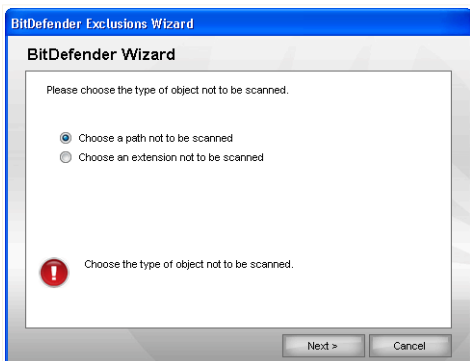 BitDefender Exclusions Wizard
BitDefender Wizard
Please choose the type of object not to be scanned.
Choose a path not to be scanned
Choose an extension not to be scanned
Choose the type of object not to be scanned.
Next >
Cancel